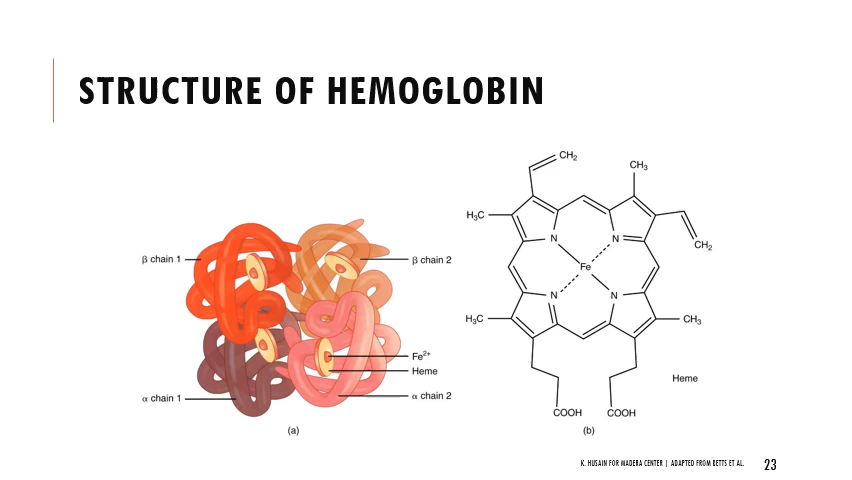 STRUCTURE OF HEMOGLOBIN
β chain 1
β chain 2
Fe2+
Heme
α chain 1
α chain 2
(a)
CH2
CH3
H3C
CH2
N
N
Fe
N
N
H3C
CH3
Heme
COOH
COOH
(b)
K. HUSAIN FOR MADERA CENTER | ADAPTED FROM BETTS ET AL.
23